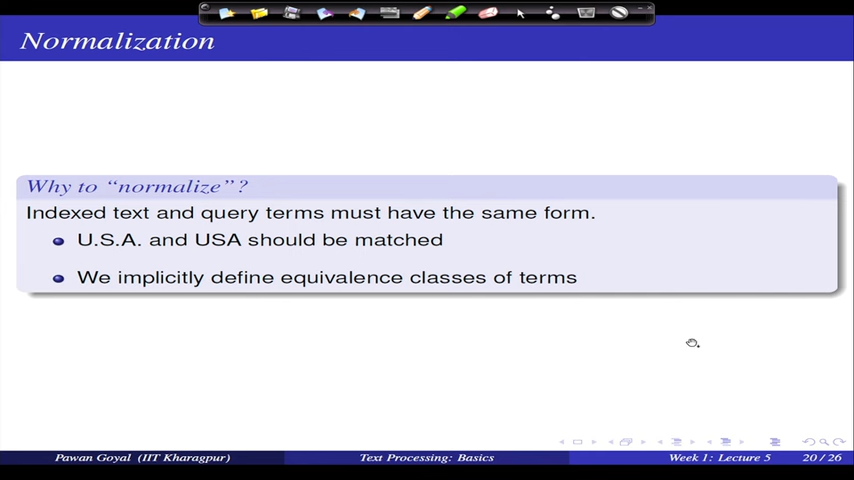 Normalization
Why to “normalize”?
Indexed text and query terms must have the same form.
U.S.A. and USA should be matched
We implicitly define equivalence classes of terms
Pawan Goyal (IIT Kharagpur) Text Processing: Basics Week 1: Lecture 5 20 / 26